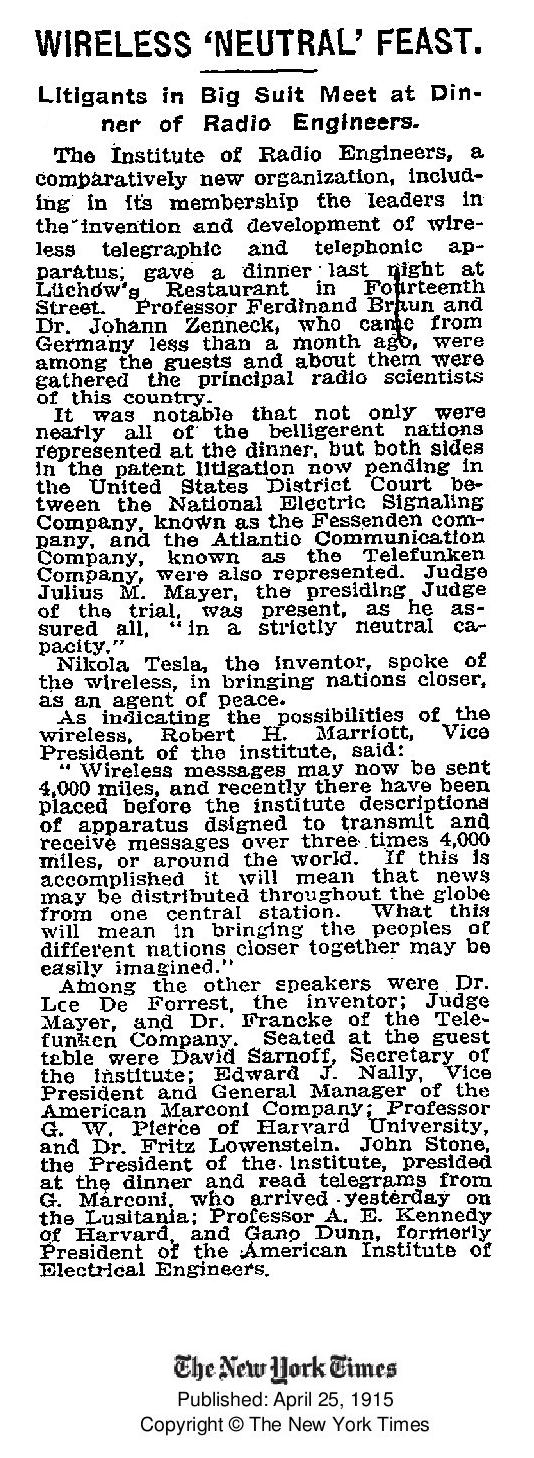 WIRELESS 'NEUTRAL' FEAST.
Litigants in Big Suit Meet at Din-
ner of Radio Engineers.
The Institute of Radio Engineers, a
comparatively new organization, includ-
ing in its membership the leaders in
the invention and development of wire-
less telegraphic and telephonic ap-
paratus, gave a dinner last night at
Lüchow's Restaurant in Fourteenth
Street. Professor Ferdinand Braun and
Dr. Johann Zenneck, who came from
Germany less than a month ago, were
among the guests and about them were
gathered the principal radio scientists
of this country.
It was notable that not only were
nearly all of the belligerent nations
represented at the dinner, but both sides
in the patent litigation now pending in
the United States District Court be-
tween the National Electric Signaling
Company, known as the Fessenden com-
pany, and the Atlantic Communication
Company, known as the Telefunken
Company, were also represented. Judge
Julius M. Mayer, the presiding Judge
of the trial, was present, as he as-
sured all, "in a strictly neutral ca-
pacity."
Nikola Tesla, the inventor, spoke of
the wireless, in bringing nations closer,
as an agent of peace.
As indicating the possibilities of the
wireless, Robert H. Marriott, Vice
President of the institute, said:
"Wireless messages may now be sent
4,000 miles, and recently there have been
placed before the institute descriptions
of apparatus dsigned to transmit and
receive messages over three times 4,000
miles, or around the world. If this is
accomplished it will mean that news
may be distributed throughout the globe
from one central station. What this
will mean in bringing the peoples of
different nations closer together may be
easily imagined."
Among the other speakers were Dr.
Lee De Forrest, the inventor; Judge
Mayer, and Dr. Francke of the Tele-
funken Company. Seated at the guest
table were David Sarnoff, Secretary of
the institute; Edward J. Nally, Vice
President and General Manager of the
American Marconi Company; Professor
G. W. Pierce of Harvard University,
and Dr. Fritz Lowenstein. John Stone,
the President of the institute, presided
at the dinner and read telegrams from
G. Marconi, who arrived yesterday on
the Lusitania; Professor A. E. Kennedy
of Harvard, and Gano Dunn, formerly
President of the American Institute of
Electrical Engineers.
The New York Times
Published: April 25, 1915
Copyright © The New York Times